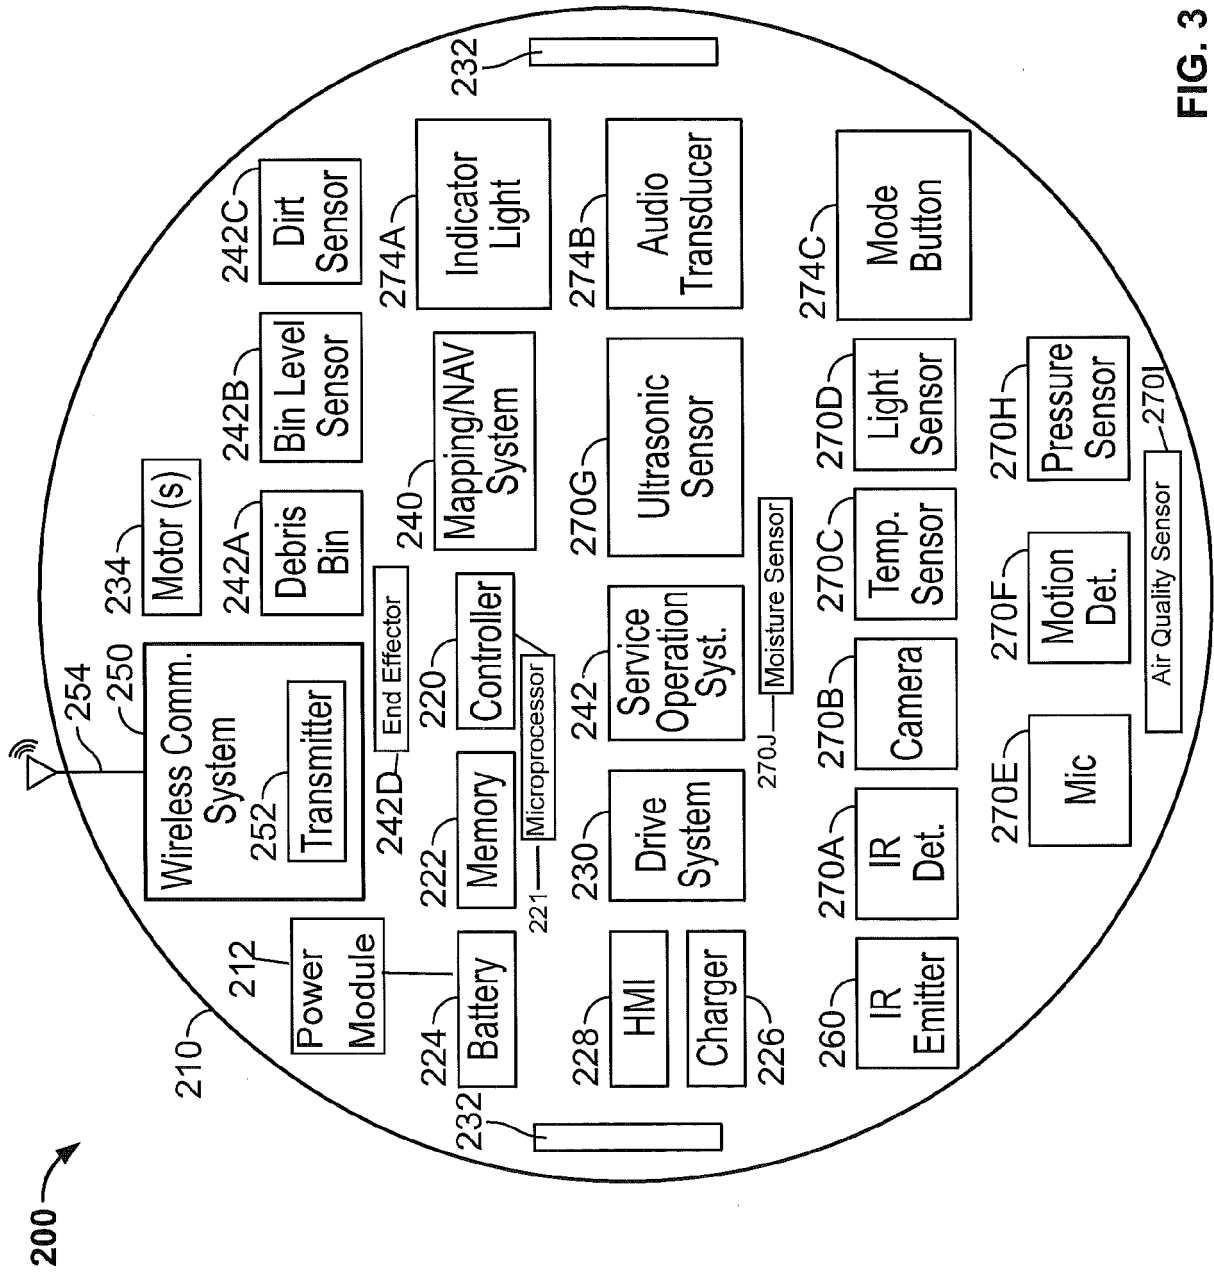 200
254
234
250
Motor (s)
Wireless Comm.
System
210
212
242A
242B
242C
252
Debris
Bin
Bin Level
Sensor
Dirt
Sensor
Transmitter
Power
Module
242D
End Effector
240
274A
224
222
220
Mapping/NAV
System
Indicator
Light
Battery
Memory
Controller
232
232
221
Microprocessor
228
230
242
270G
274B
HMI
Drive
System
Service
Operation
Syst.
Ultrasonic
Sensor
Audio
Transducer
Charger
226
270J
Moisture Sensor
260
270A
270B
270C
270D
274C
IR
Emitter
IR
Det.
Camera
Temp.
Sensor
Light
Sensor
Mode
Button
270E
270F
270H
Mic
Motion
Det.
Pressure
Sensor
Air Quality Sensor
270I
FIG. 3